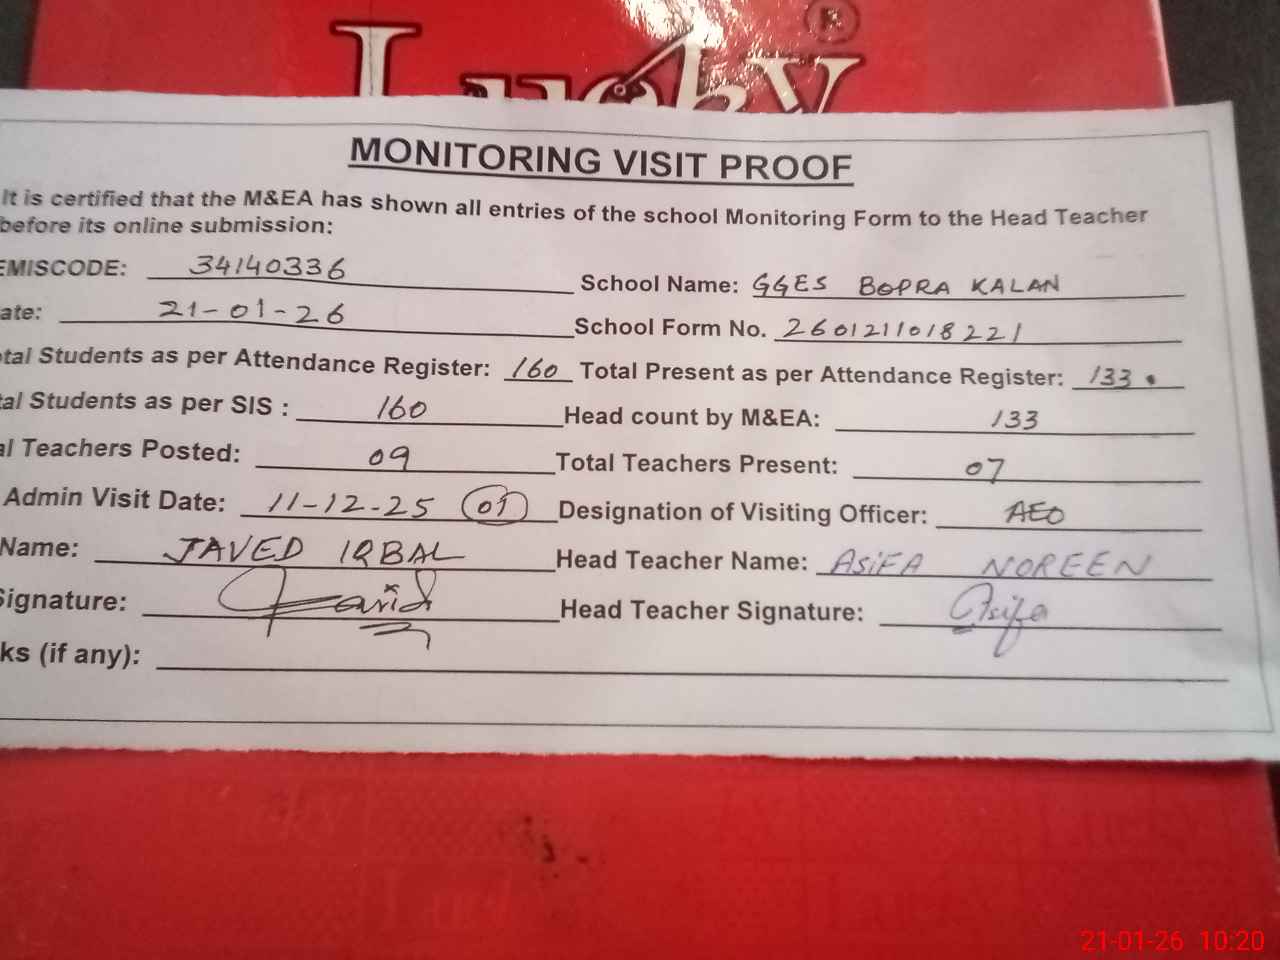 Lucky ®
MONITORING VISIT PROOF
It is certified that the M&EA has shown all entries of the school Monitoring Form to the Head Teacher
before its online submission:
EMISCODE: 34140336 School Name: GGES BOPRA KALAN
ate: 21-01-26 School Form No. 2601211018221
tal Students as per Attendance Register: 160 Total Present as per Attendance Register: 133
tal Students as per SIS : 160 Head count by M&EA: 133
al Teachers Posted: 09 Total Teachers Present: 07
Admin Visit Date: 11-12-25 01 Designation of Visiting Officer: AEO
Name: JAVED IQBAL Head Teacher Name: ASIFA NOREEN
Signature: Javid Head Teacher Signature: Asifa
ks (if any):
21-01-26 10:20